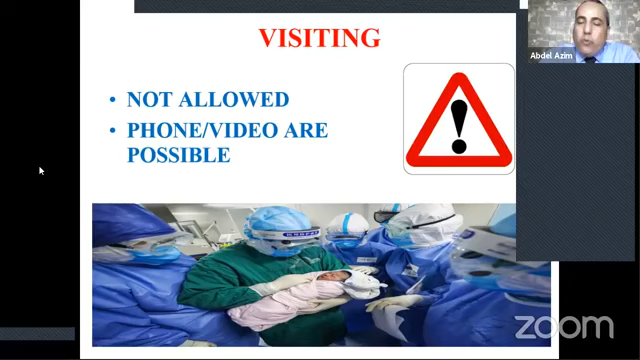 VISITING
Abdel Azim
• NOT ALLOWED
• PHONE/VIDEO ARE
POSSIBLE
!
zoom